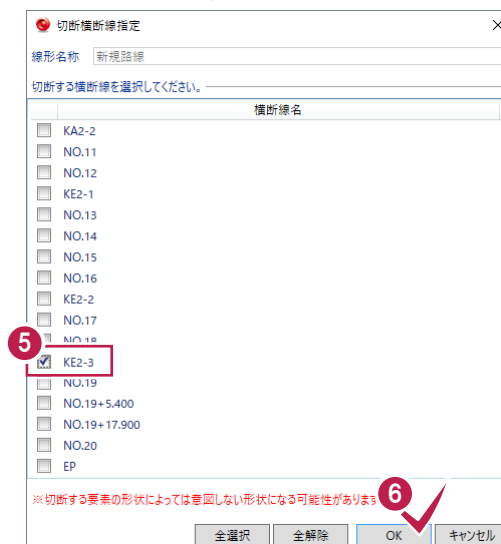 切断横断線指定
線形名称 新規路線
切断する横断線を選択してください。
横断線名
KA2-2
NO.11
NO.12
KE2-1
NO.13
NO.14
NO.15
NO.16
KE2-2
NO.17
NO.18
5
KE2-3
NO.19
NO.19+5.400
NO.19+17.900
NO.20
EP
※切断する要素の形状によっては意図しない形状になる可能性があります
6
全選択 全解除 OK キャンセル